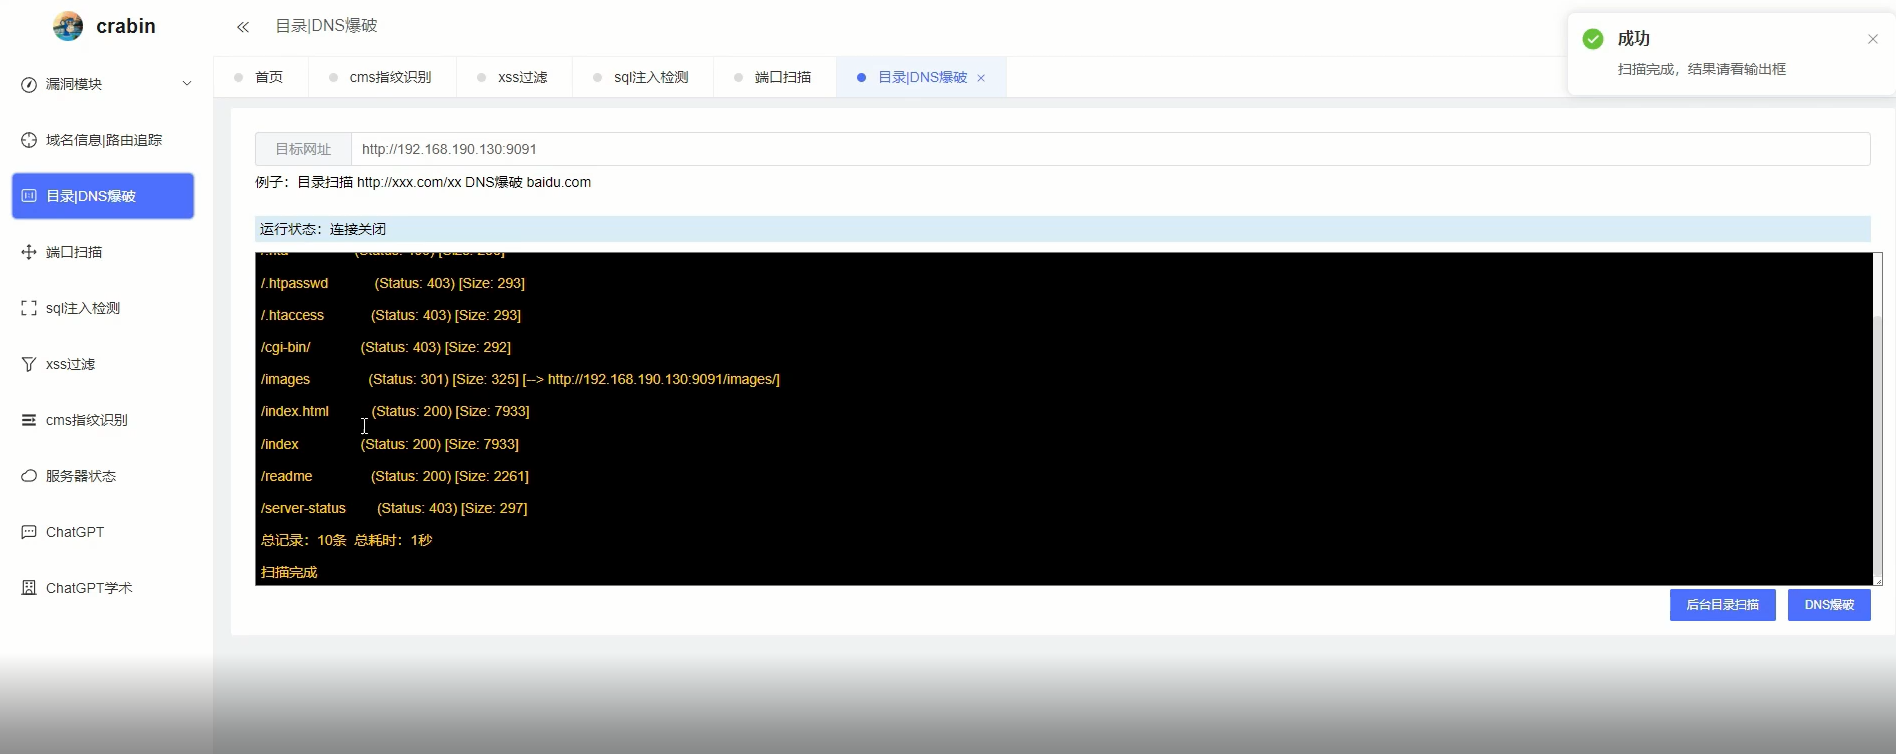 crabin
目录|DNS爆破
成功
扫描完成，结果请看输出框
漏洞模块
域名信息|路由追踪
目录|DNS爆破
端口扫描
sql注入检测
xss过滤
cms指纹识别
服务器状态
ChatGPT
ChatGPT学术
首页 cms指纹识别 xss过滤 sql注入检测 端口扫描 目录|DNS爆破
目标网址 http://192.168.190.130:9091
例子：目录扫描 http://xxx.com/xx DNS爆破 baidu.com
运行状态：连接关闭
/.htpasswd (Status: 403) [Size: 293]
/.htaccess (Status: 403) [Size: 293]
/cgi-bin/ (Status: 403) [Size: 292]
/images (Status: 301) [Size: 325] [--> http://192.168.190.130:9091/images/]
/index.html (Status: 200) [Size: 7933]
/index (Status: 200) [Size: 7933]
/readme (Status: 200) [Size: 2261]
/server-status (Status: 403) [Size: 297]
总记录：10条 总耗时：1秒
扫描完成
后台目录扫描 DNS爆破